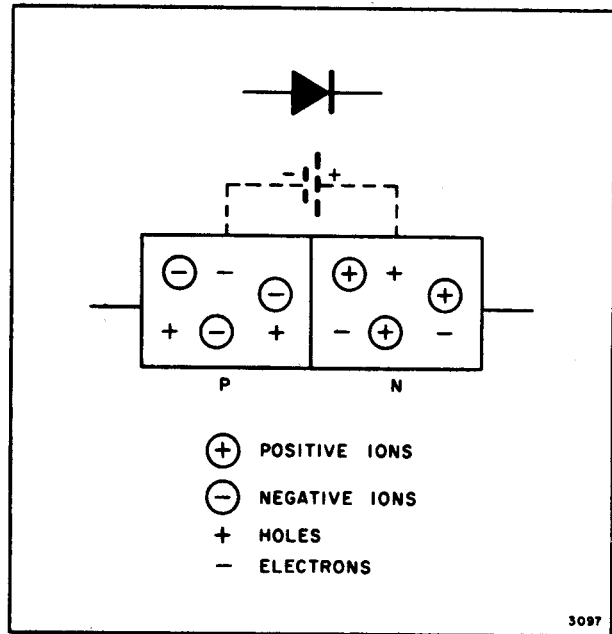 - +
- - - + + +
+ - + - + -
P N
+ POSITIVE IONS
- NEGATIVE IONS
+ HOLES
- ELECTRONS
3097